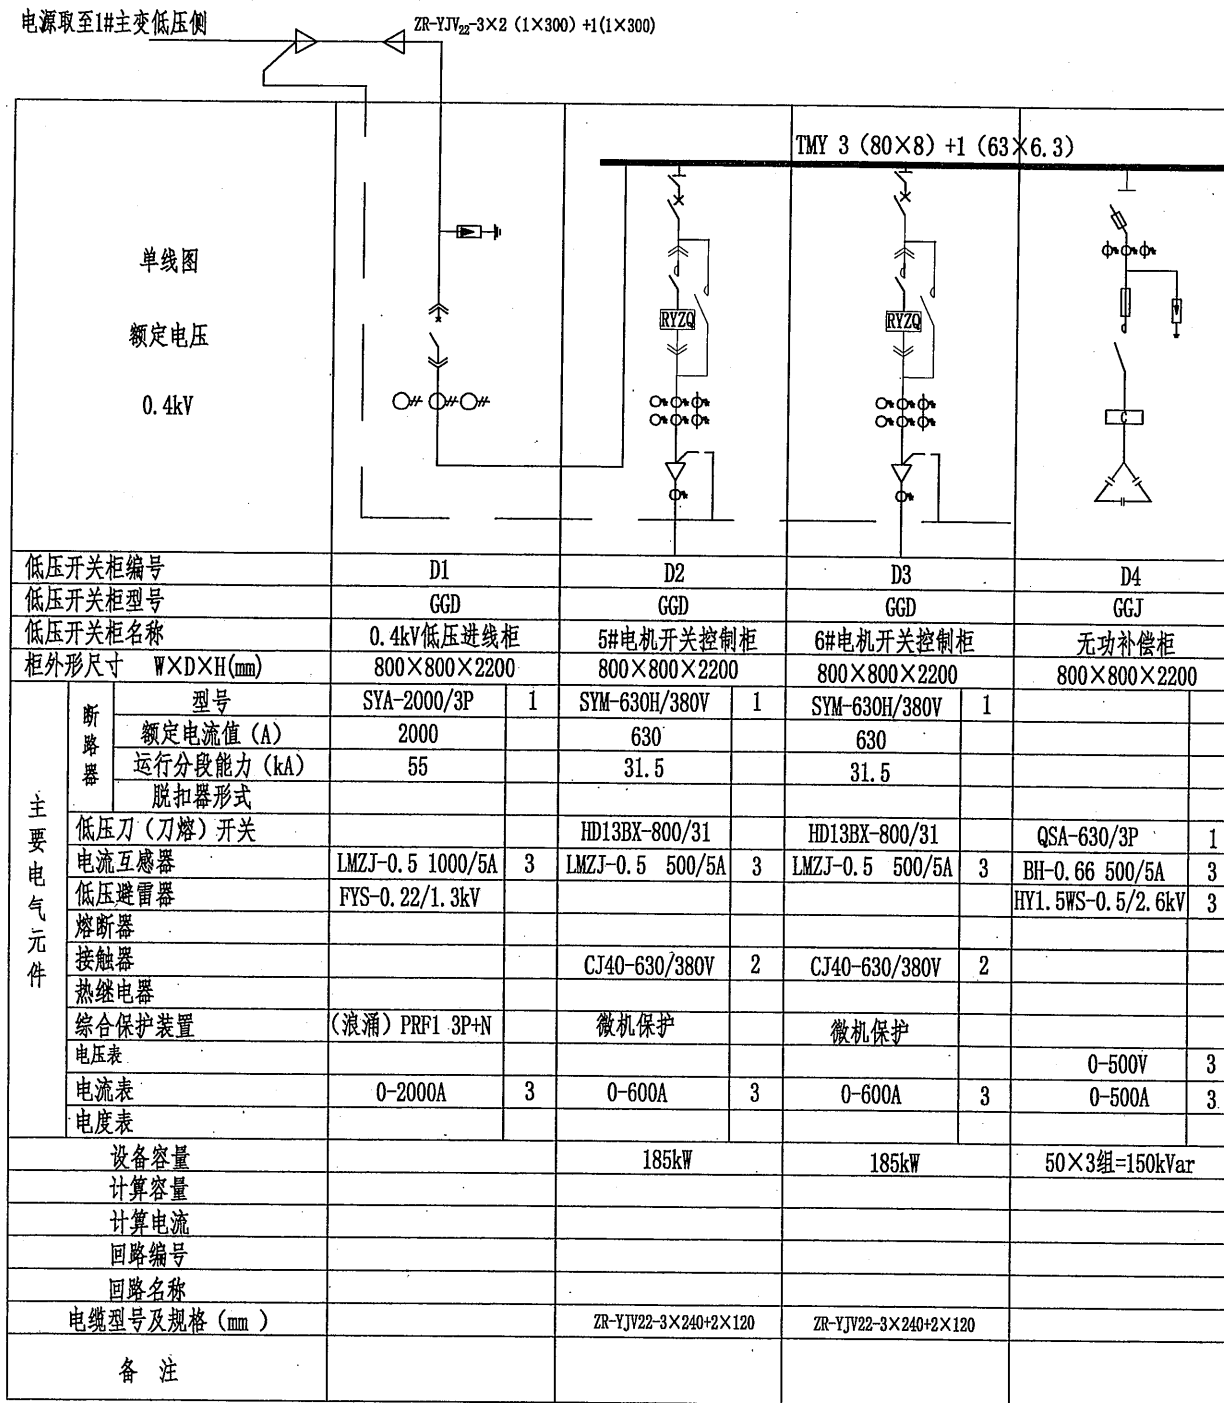 电源取至1#主变低压侧
ZR-YJV22-3×2（1×300）+1(1×300)
TMY 3（80×8）+1（63×6.3）
单线图
额定电压
0.4kV
RYZQ
RYZQ
C
低压开关柜编号 D1 D2 D3 D4
低压开关柜型号 GGD GGD GGD GGJ
低压开关柜名称 0.4kV低压进线柜 5#电机开关控制柜 6#电机开关控制柜 无功补偿柜
柜外形尺寸 W×D×H(mm) 800×800×2200 800×800×2200 800×800×2200 800×800×2200
主要电气元件
断路器
型号 SYA-2000/3P 1 SYM-630H/380V 1 SYM-630H/380V 1
额定电流值（A） 2000 630 630
运行分段能力（kA） 55 31.5 31.5
脱扣器形式
低压刀（刀熔）开关 HD13BX-800/31 HD13BX-800/31 QSA-630/3P 1
电流互感器 LMZJ-0.5 1000/5A 3 LMZJ-0.5 500/5A 3 LMZJ-0.5 500/5A 3 BH-0.66 500/5A 3
低压避雷器 FYS-0.22/1.3kV HY1.5WS-0.5/2.6kV 3
熔断器
接触器 CJ40-630/380V 2 CJ40-630/380V 2
热继电器
综合保护装置 （浪涌）PRF1 3P+N 微机保护 微机保护
电压表 0-500V 3
电流表 0-2000A 3 0-600A 3 0-600A 3 0-500A 3
电度表
设备容量 185kW 185kW 50×3组=150kVar
计算容量
计算电流
回路编号
回路名称
电缆型号及规格（mm ） ZR-YJV22-3×240+2×120 ZR-YJV22-3×240+2×120
备 注